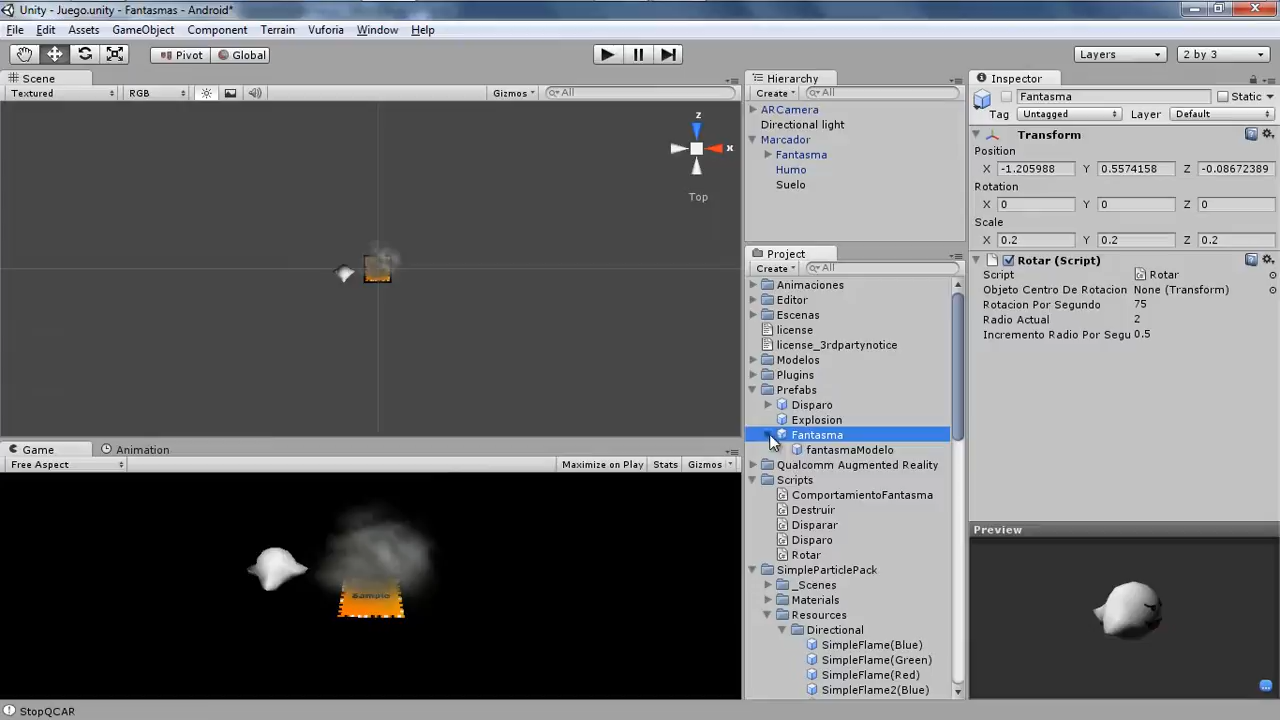 Unity - Juego.unity - Fantasmas - Android*
File Edit Assets GameObject Component Terrain Vuforia Window Help
Pivot Global Layers 2 by 3
Scene
Textured RGB Gizmos All
z
x
Top
Game Animation
Free Aspect Maximize on Play Stats Gizmos
Sample
StopQCAR
Hierarchy
Create All
ARCamera
Directional light
Marcador
Fantasma
Humo
Suelo
Project
Create All
Animaciones
Editor
Escenas
license
license_3rdpartynotice
Modelos
Plugins
Prefabs
Disparo
Explosion
Fantasma
fantasmaModelo
Qualcomm Augmented Reality
Scripts
ComportamientoFantasma
Destruir
Disparar
Disparo
Rotar
SimpleParticlePack
_Scenes
Materials
Resources
Directional
SimpleFlame(Blue)
SimpleFlame(Green)
SimpleFlame(Red)
SimpleFlame2(Blue)
Inspector
Fantasma Static
Tag Untagged Layer Default
Transform
Position
X -1.205988 Y 0.5574158 Z -0.08672389
Rotation
X 0 Y 0 Z 0
Scale
X 0.2 Y 0.2 Z 0.2
Rotar (Script)
Script Rotar
Objeto Centro De Rotacion None (Transform)
Rotacion Por Segundo 75
Radio Actual 2
Incremento Radio Por Segu 0.5
Preview